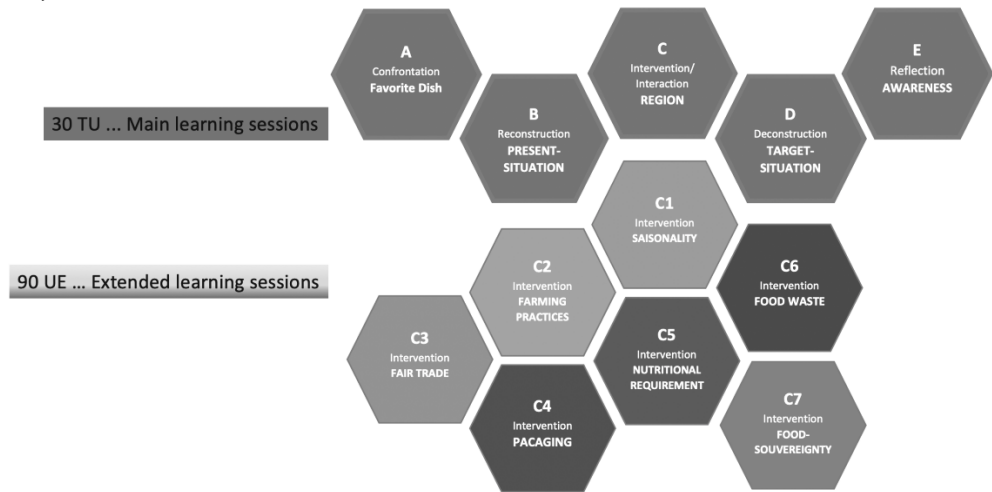 A
Confrontation
Favorite Dish
B
Reconstruction
PRESENT-
SITUATION
C
Intervention/
Interaction
REGION
D
Deconstruction
TARGET-
SITUATION
E
Reflection
AWARENESS
30 TU ... Main learning sessions
C1
Intervention
SAISONALITY
C2
Intervention
FARMING
PRACTICES
C6
Intervention
FOOD WASTE
90 UE ... Extended learning sessions
C3
Intervention
FAIR TRADE
C5
Intervention
NUTRITIONAL
REQUIREMENT
C4
Intervention
PACAGING
C7
Intervention
FOOD-
SOUVEREIGNTY